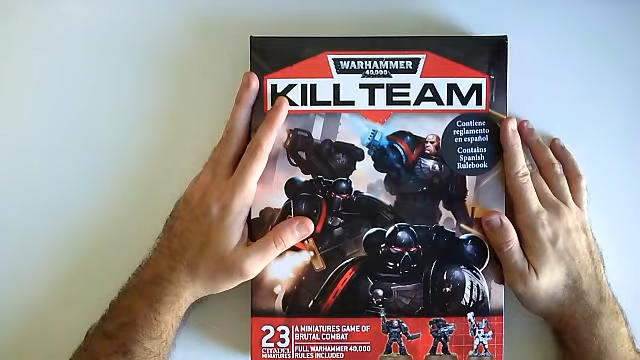 WARHAMMER
40,000
KILL TEAM
Contiene
reglamento
en español
Contains
Spanish
Rulebook
23
CITADEL
MINIATURES
A MINIATURES GAME OF
BRUTAL COMBAT
FULL WARHAMMER 40,000
RULES INCLUDED